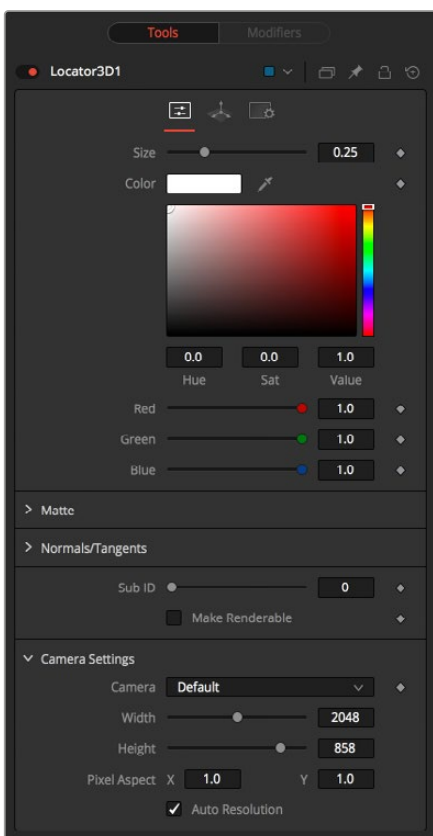 Tools Modifiers
Locator3D1
Size 0.25
Color
0.0 0.0 1.0
Hue Sat Value
Red 1.0
Green 1.0
Blue 1.0
Matte
Normals/Tangents
Sub ID 0
Make Renderable
Camera Settings
Camera Default
Width 2048
Height 858
Pixel Aspect X 1.0 Y 1.0
Auto Resolution